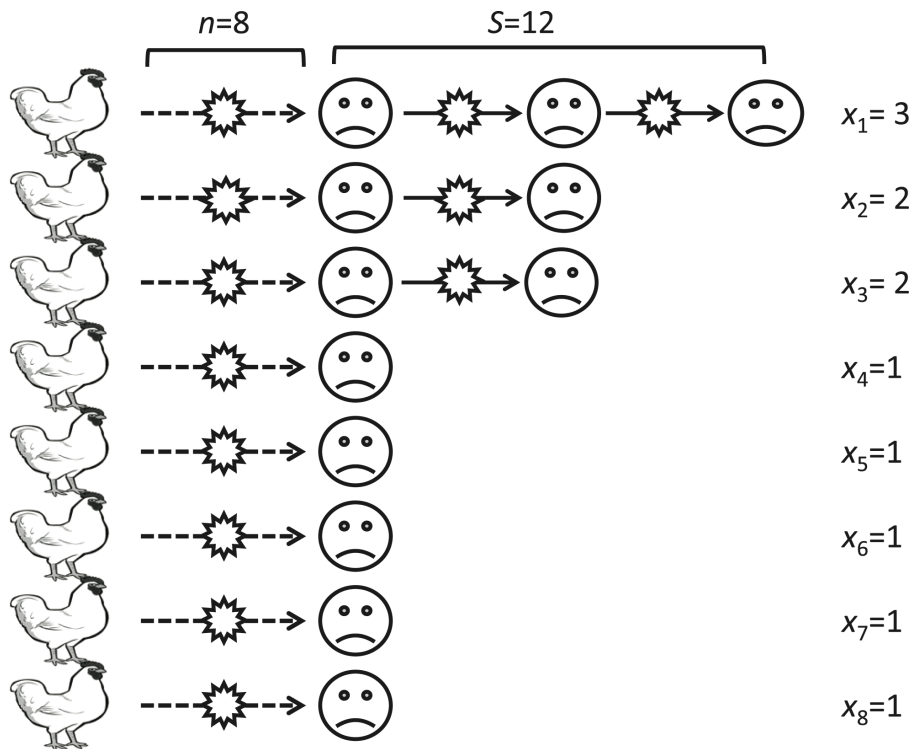 n=8 S=12
x₁= 3
x₂= 2
x₃= 2
x₄=1
x₅=1
x₆=1
x₇=1
x₈=1